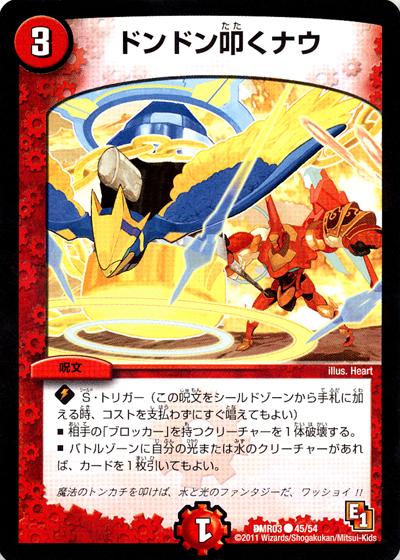 3
ドンドン叩くナウ
たた
illus. Heart
呪文
S・トリガー（この呪文をシールドゾーンから手札に加
える時、コストを支払わずにすぐ唱えてもよい）
■ 相手の「ブロッカー」を持つクリーチャーを1体破壊する。
■ バトルゾーンに自分の光または水のクリーチャーがあ
れば、カードを1枚引いてもよい。
魔法のトンカチを叩けば、水と光のファンタジーだ、ワッショイ!!
E1
1
DMR03 ● 45/54
©2011 Wizards/Shogakukan/Mitsui-Kids